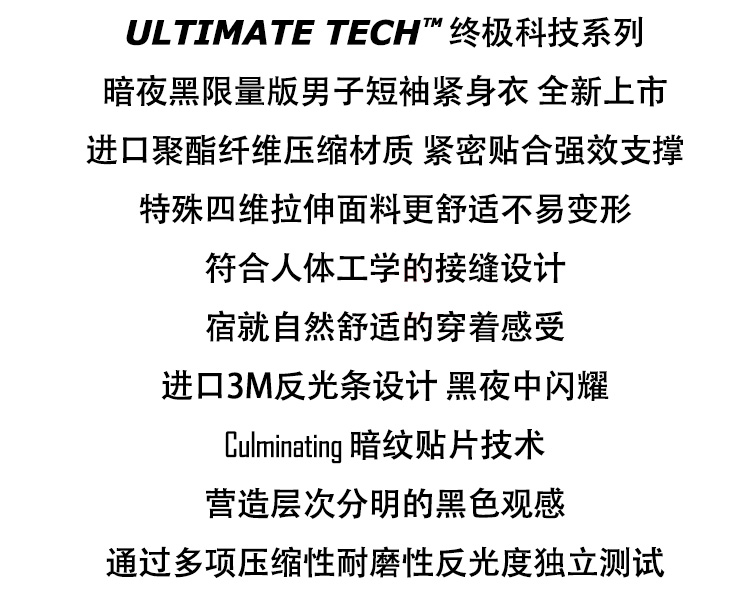 ULTIMATE TECH™ 终极科技系列
暗夜黑限量版男子短袖紧身衣 全新上市
进口聚酯纤维压缩材质 紧密贴合强效支撑
特殊四维拉伸面料更舒适不易变形
符合人体工学的接缝设计
宿就自然舒适的穿着感受
进口3M反光条设计 黑夜中闪耀
Culminating 暗纹贴片技术
营造层次分明的黑色观感
通过多项压缩性耐磨性反光度独立测试